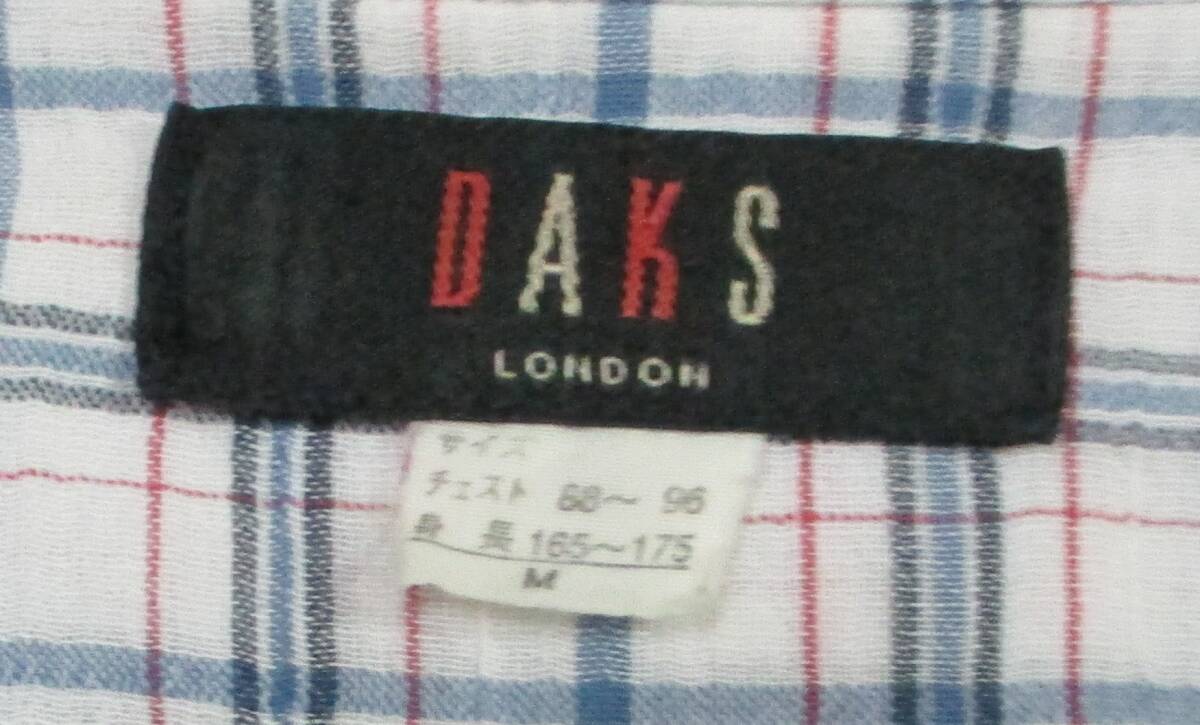 DAKS
LONDON
サイズ
チェスト 88〜 96
身 長 165〜175
M